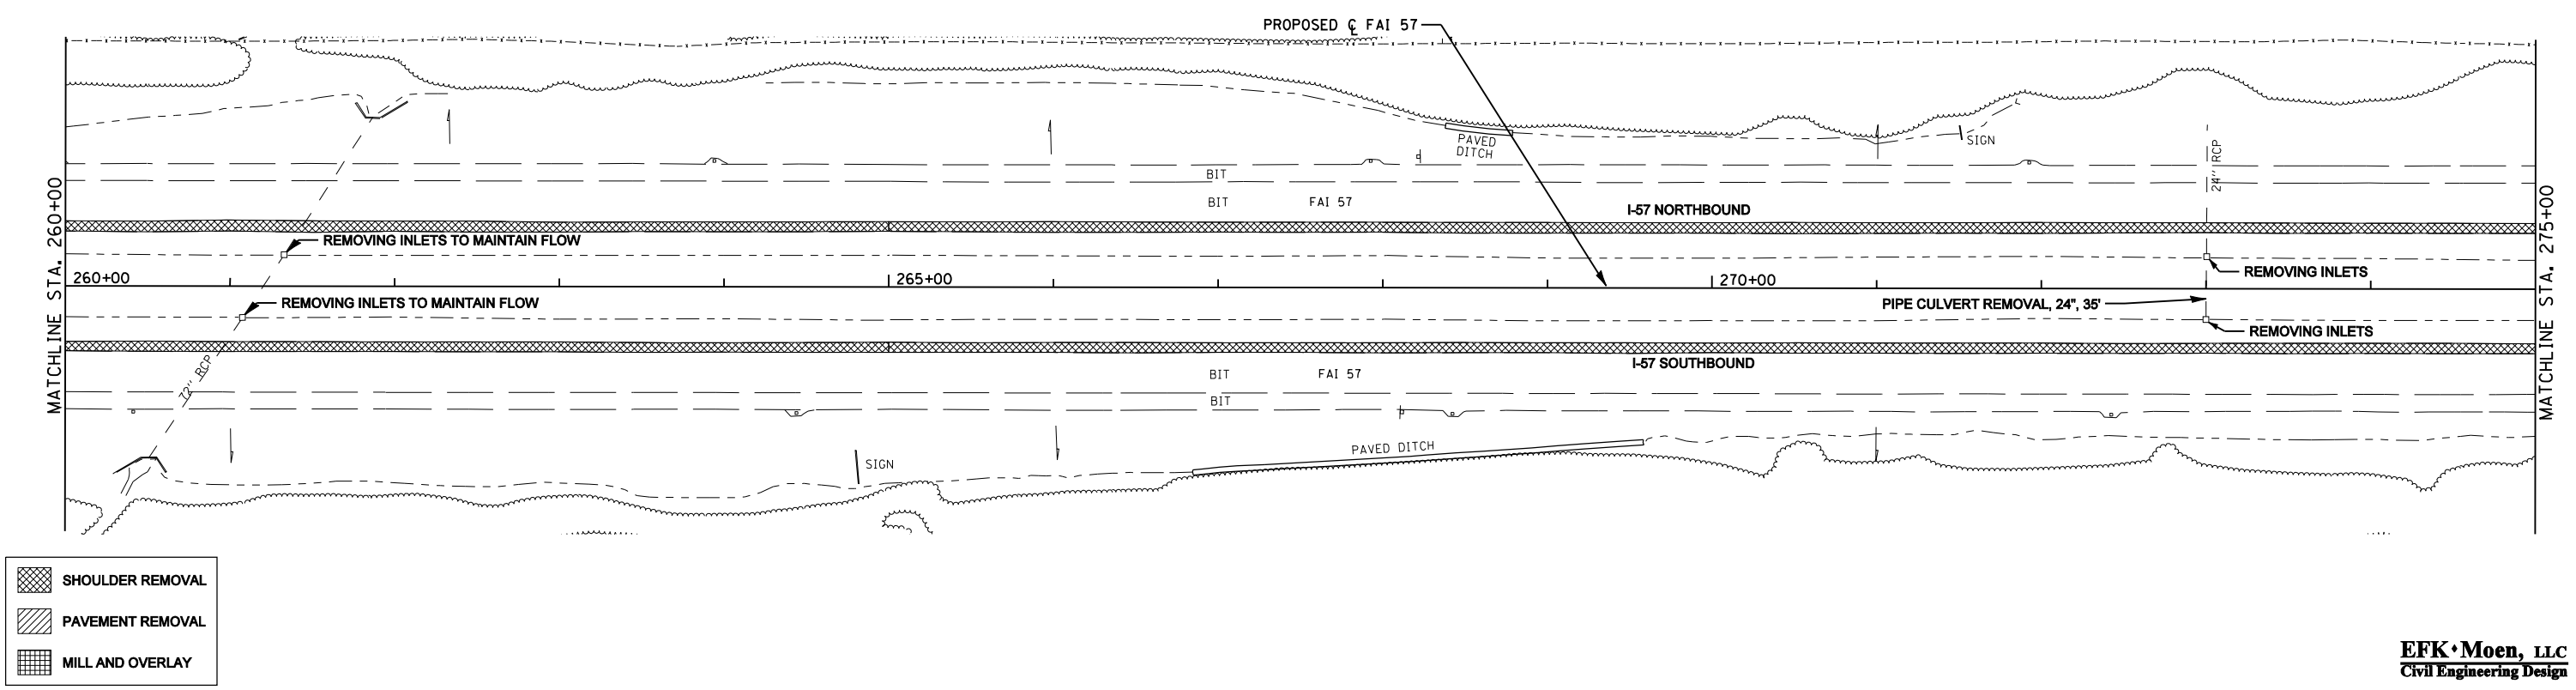 PROPOSED ℄ FAI 57
PAVED
DITCH
SIGN
24" RCP
BIT
BIT
FAI 57
I-57 NORTHBOUND
MATCHLINE STA. 260+00
MATCHLINE STA. 275+00
REMOVING INLETS TO MAINTAIN FLOW
REMOVING INLETS
260+00
265+00
270+00
REMOVING INLETS TO MAINTAIN FLOW
PIPE CULVERT REMOVAL, 24", 35'
REMOVING INLETS
I-57 SOUTHBOUND
RCP
BIT
FAI 57
BIT
PAVED DITCH
SIGN
SHOULDER REMOVAL
PAVEMENT REMOVAL
MILL AND OVERLAY
EFK♦Moen, LLC
Civil Engineering Design